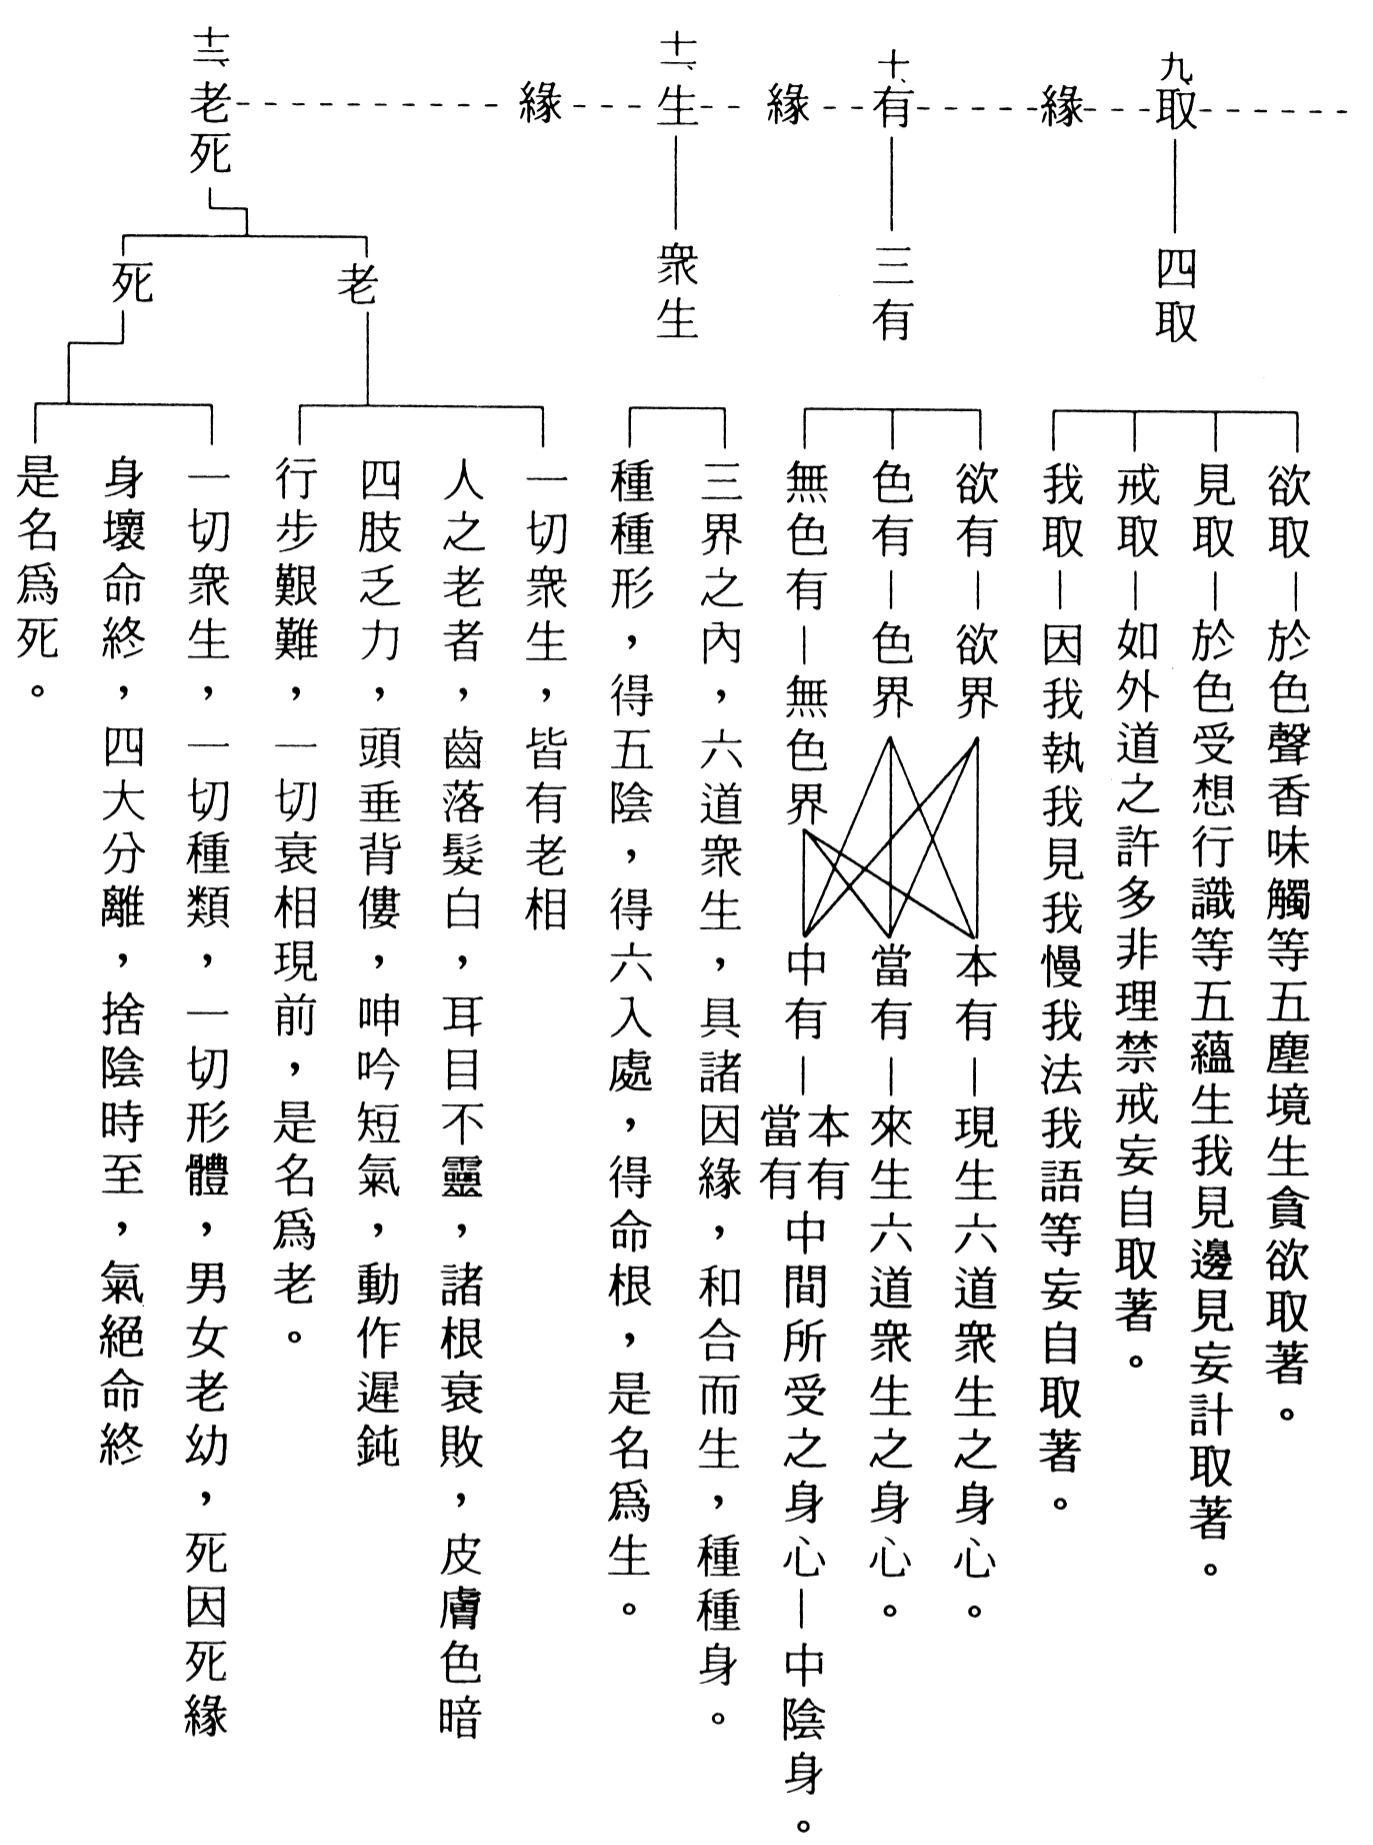 九、取
四取
欲取—於色聲香味觸等五塵境生貪欲取著。
見取—於色受想行識等五蘊生我見邊見妄計取著。
戒取—如外道之許多非理禁戒妄自取著。
我取—因我執我見我慢我法我語等妄自取著。
緣
十、有
三有
欲有—欲界
色有—色界
無色有—無色界
本有—現生六道衆生之身心。
當有—來生六道衆生之身心。
中有—本有當有中間所受之身心—中陰身。
緣
十一、生
衆生
三界之內，六道衆生，具諸因緣，和合而生，種種身。
種種形，得五陰，得六入處，得命根，是名爲生。
緣
十二、老死
老
一切衆生，皆有老相
人之老者，齒落髮白，耳目不靈，諸根衰敗，皮膚色暗
四肢乏力，頭垂背僂，呻吟短氣，動作遲鈍
行步艱難，一切衰相現前，是名爲老。
死
一切衆生，一切種類，一切形體，男女老幼，死因死緣
身壞命終，四大分離，捨陰時至，氣絕命終
是名爲死。